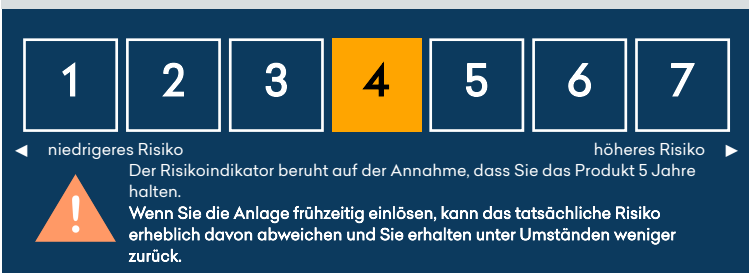 1 2 3 4 5 6 7
◄ niedrigeres Risiko höheres Risiko ►
Der Risikoindikator beruht auf der Annahme, dass Sie das Produkt 5 Jahre
halten.
Wenn Sie die Anlage frühzeitig einlösen, kann das tatsächliche Risiko
erheblich davon abweichen und Sie erhalten unter Umständen weniger
zurück.